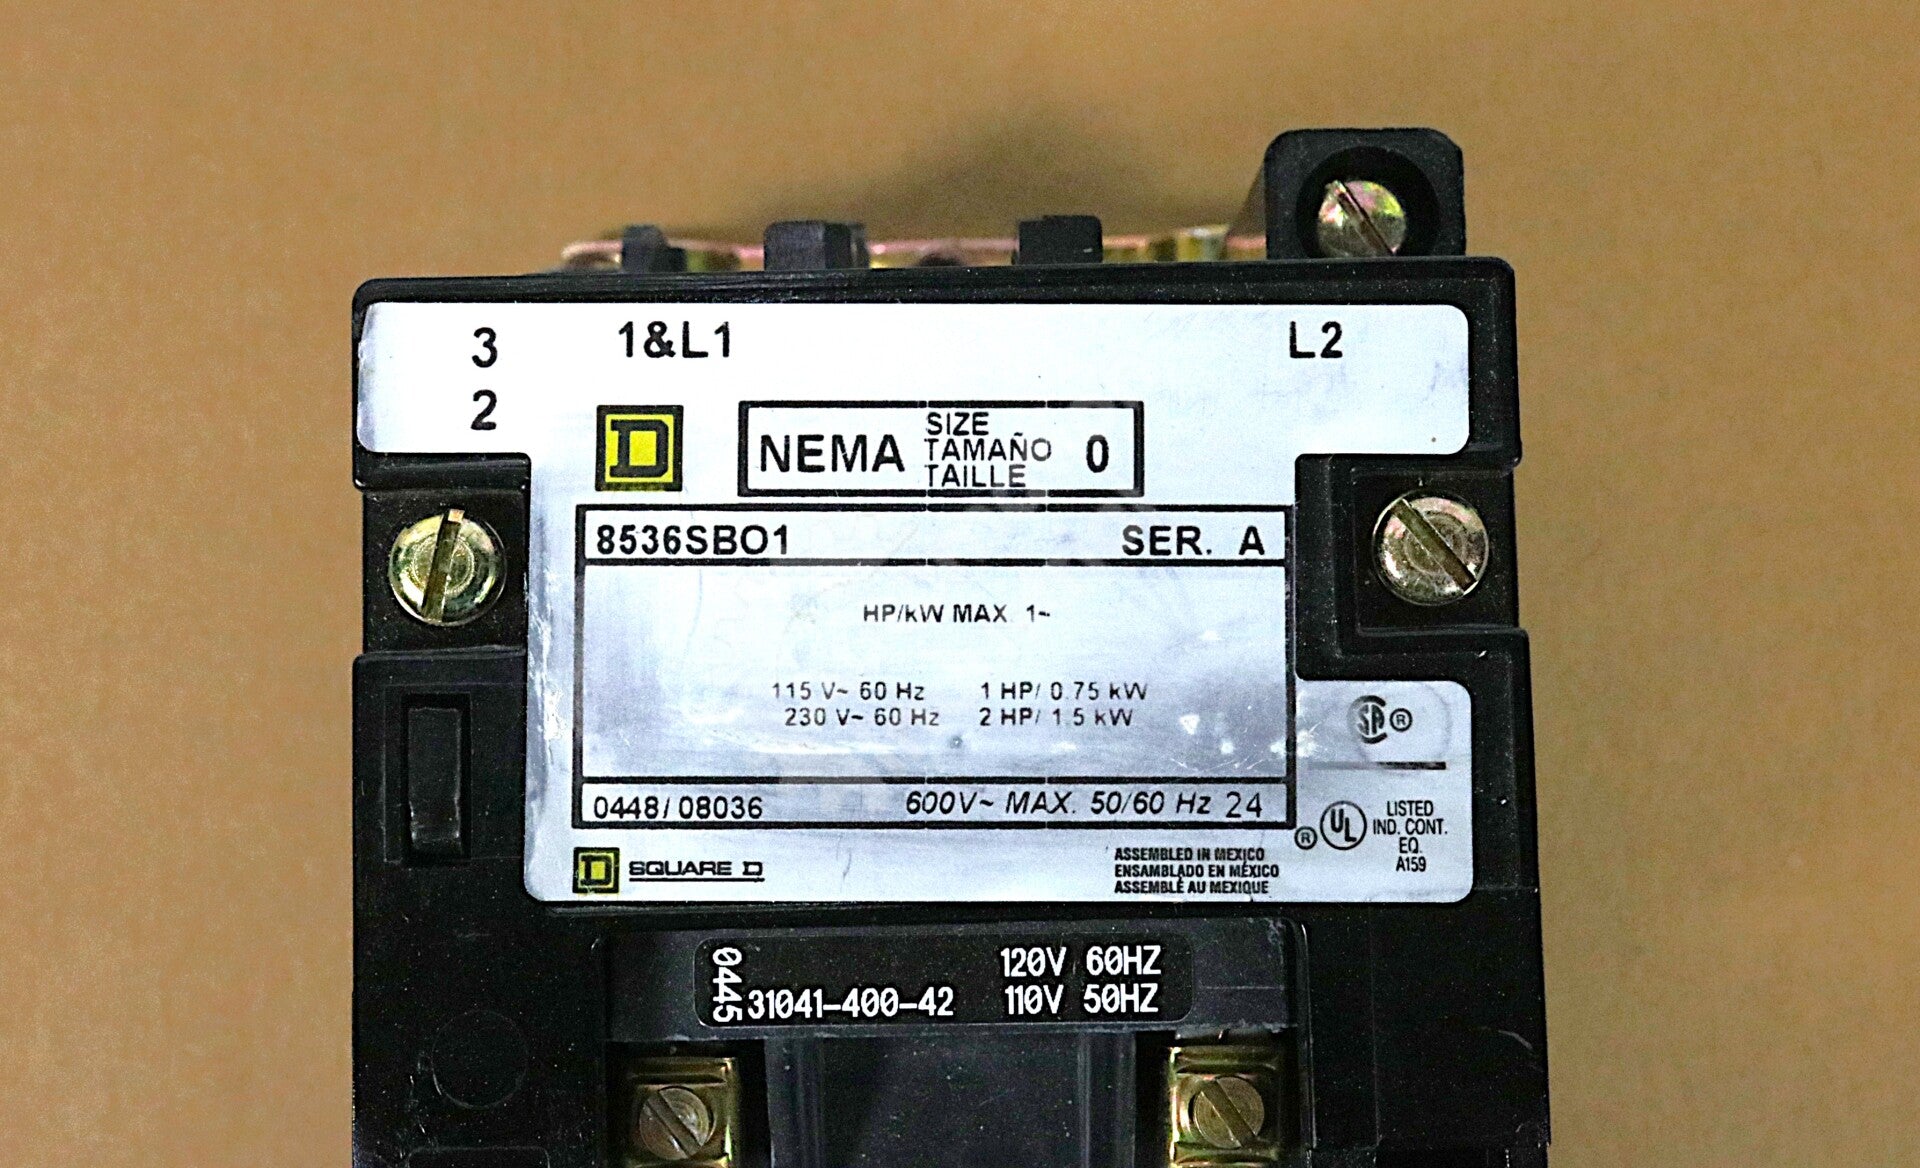 3 1&L1 L2
2
D
NEMA SIZE TAMAÑO TAILLE 0
8536SBO1 SER. A
HP/kW MAX. 1~
115 V~ 60 Hz 1 HP/ 0.75 kW
230 V~ 60 Hz 2 HP/ 1.5 kW
0448/08036 600V~ MAX. 50/60 Hz 24
D SQUARE D
ASSEMBLED IN MEXICO
ENSAMBLADO EN MÉXICO
ASSEMBLÉ AU MEXIQUE
SA ®
® UL LISTED
IND. CONT.
EQ.
A159
0445
120V 60HZ
31041-400-42 110V 50HZ